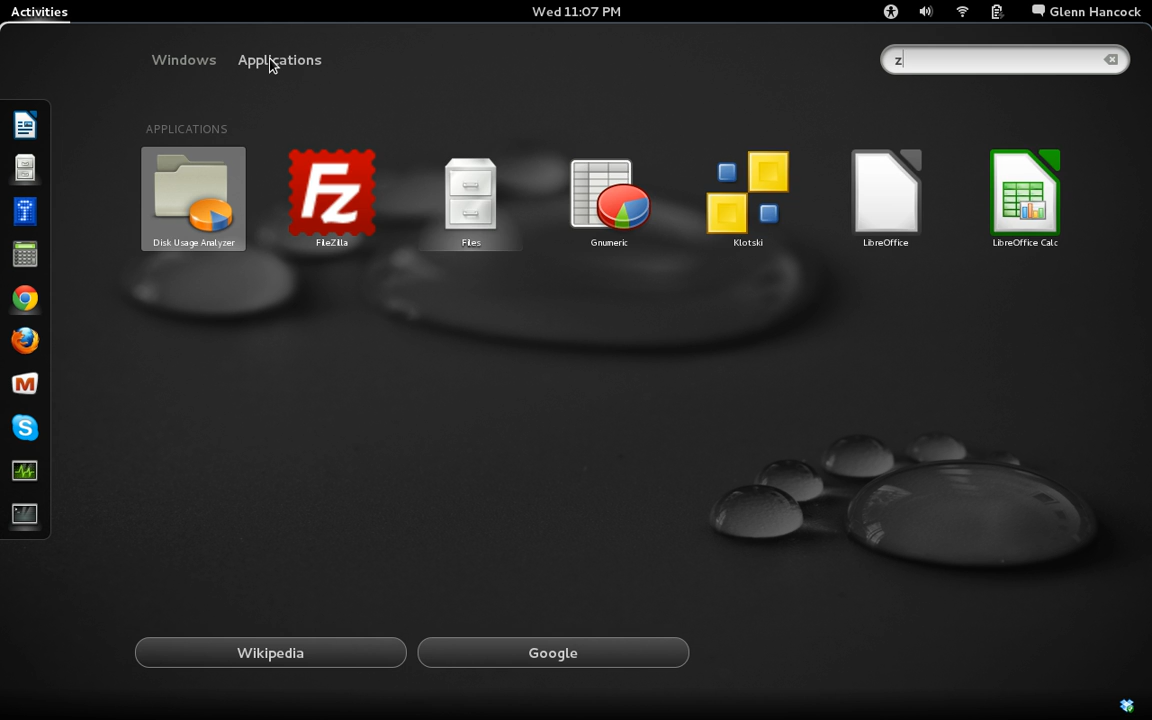 Activities
Wed 11:07 PM
Glenn Hancock
Windows
Applications
z
APPLICATIONS
Disk Usage Analyzer
FileZilla
Files
Gnumeric
Klotski
LibreOffice
LibreOffice Calc
Fz
T
M
S
Wikipedia
Google